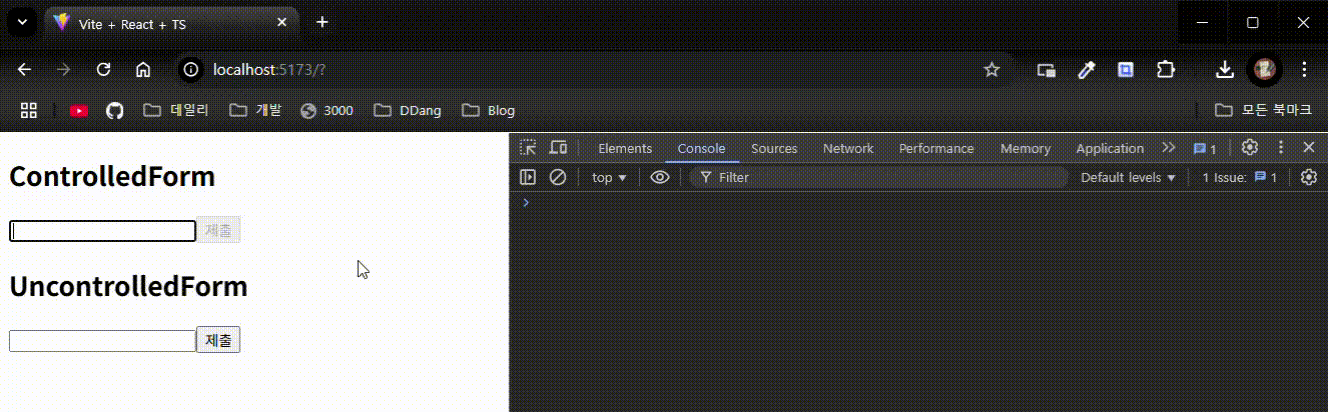 Vite + React + TS
localhost:5173/?
데일리 개발 3000 DDang Blog 모든 북마크
ControlledForm
제출
UncontrolledForm
제출
Elements Console Sources Network Performance Memory Application 1
top Filter Default levels 1 Issue: 1